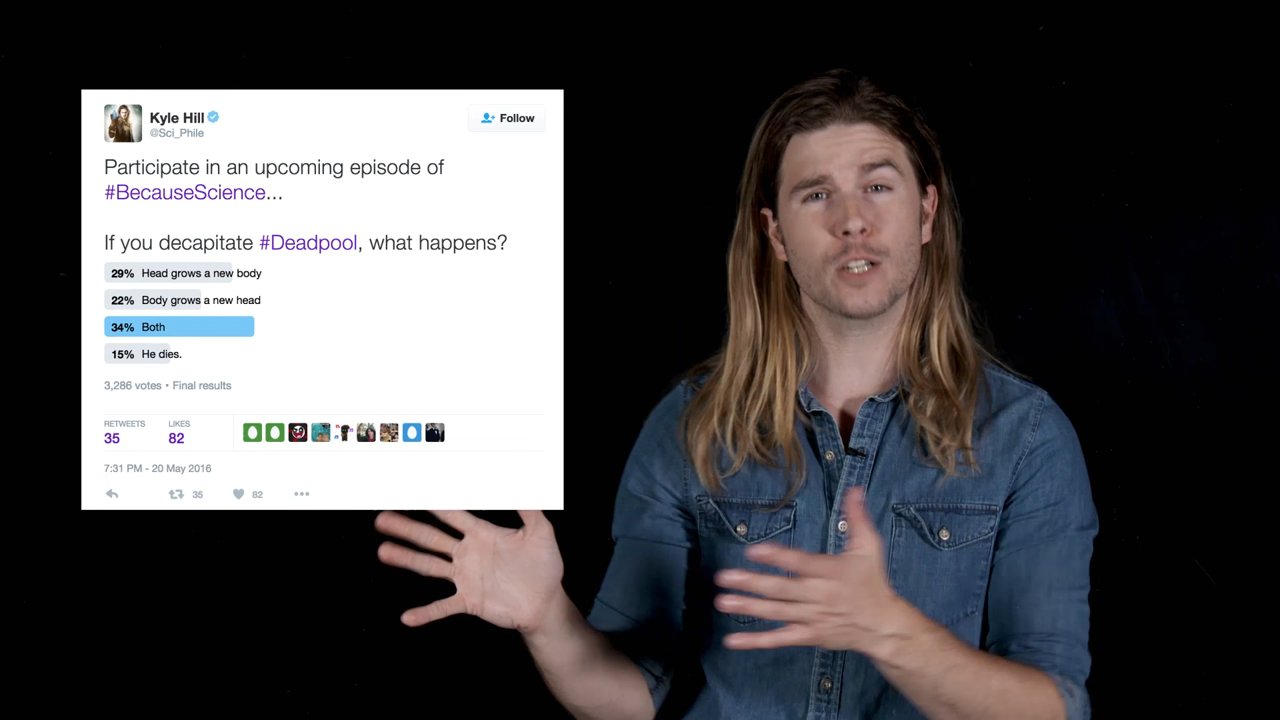 Kyle Hill
@Sci_Phile
Follow
Participate in an upcoming episode of
#BecauseScience...
If you decapitate #Deadpool, what happens?
29% Head grows a new body
22% Body grows a new head
34% Both
15% He dies.
3,286 votes • Final results
RETWEETS LIKES
35 82
7:31 PM - 20 May 2016
35 82